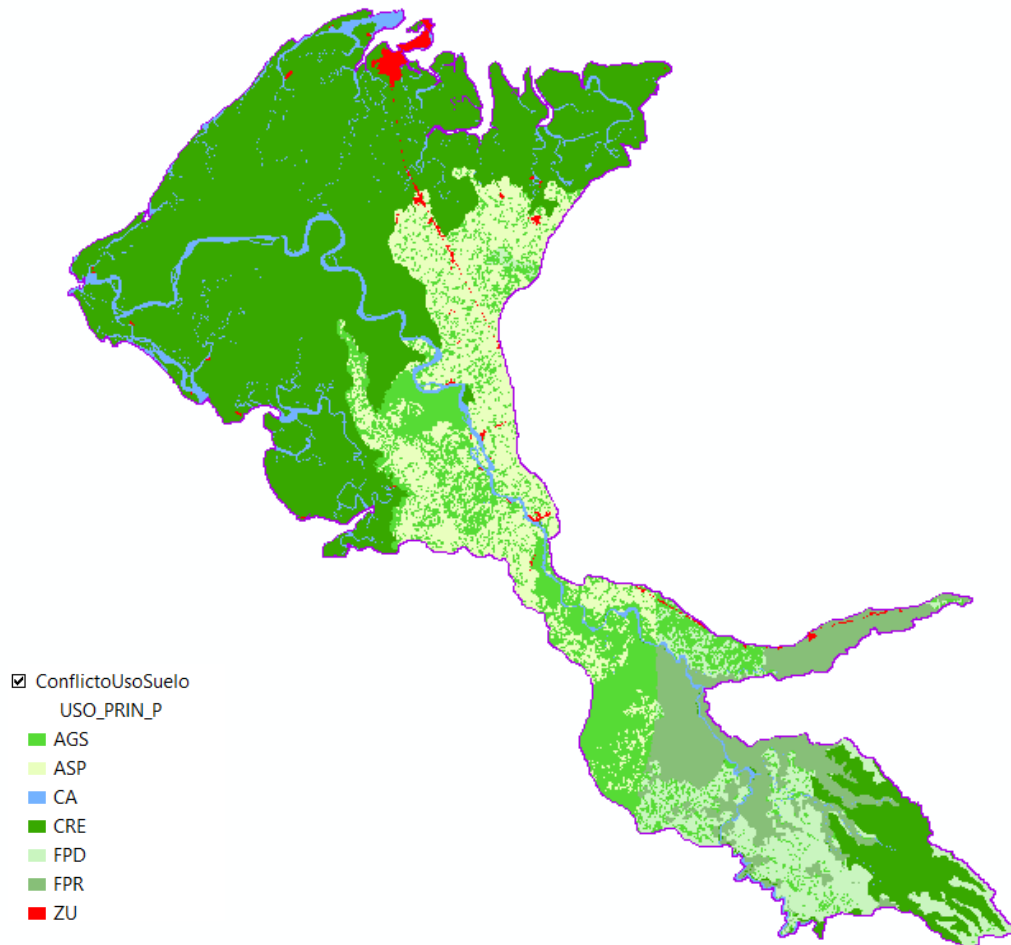 ConflictoUsoSuelo
USO_PRIN_P
AGS
ASP
CA
CRE
FPD
FPR
ZU